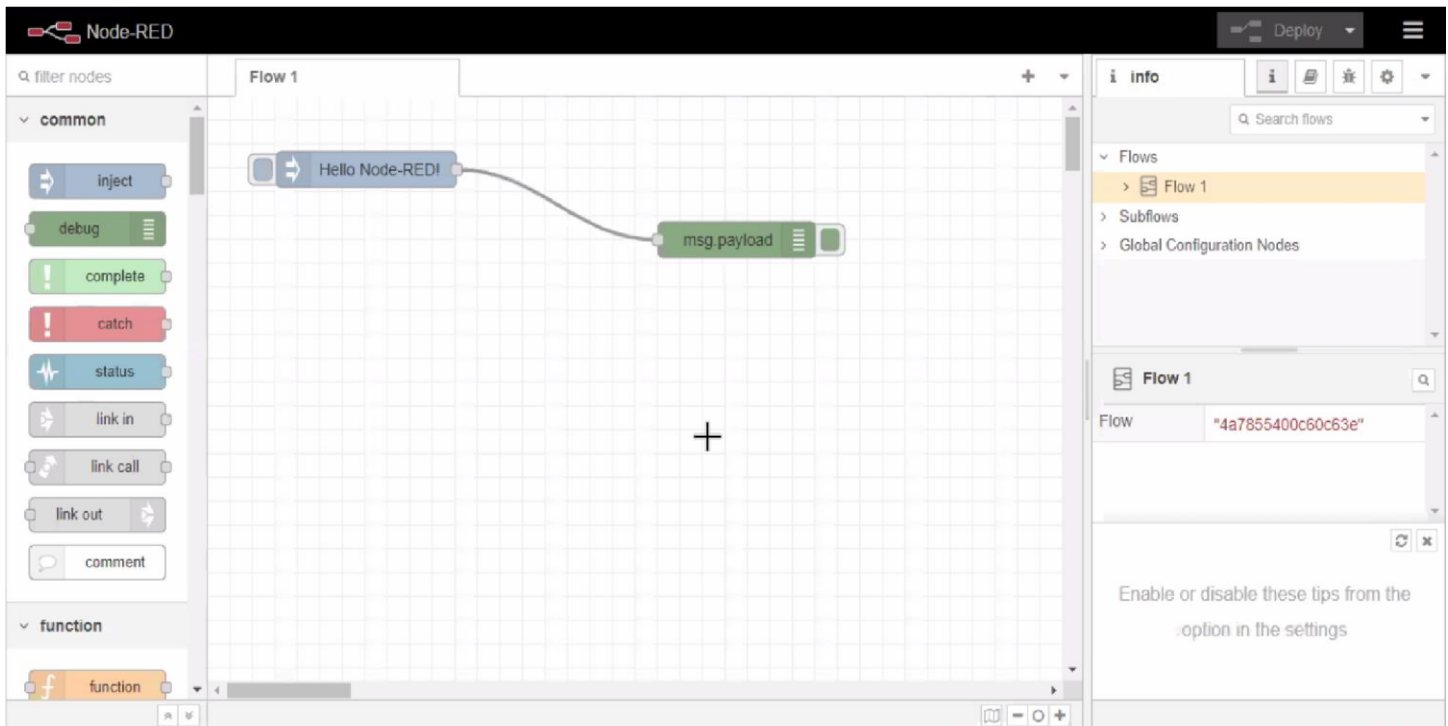 Node-RED
Deploy
filter nodes
Flow 1
i info
i
Search flows
common
inject
debug
complete
catch
status
link in
link call
link out
comment
function
function
Hello Node-RED!
msg.payload
Flows
Flow 1
Subflows
Global Configuration Nodes
Flow 1
Flow
"4a7855400c60c63e"
Enable or disable these tips from the
.option in the settings